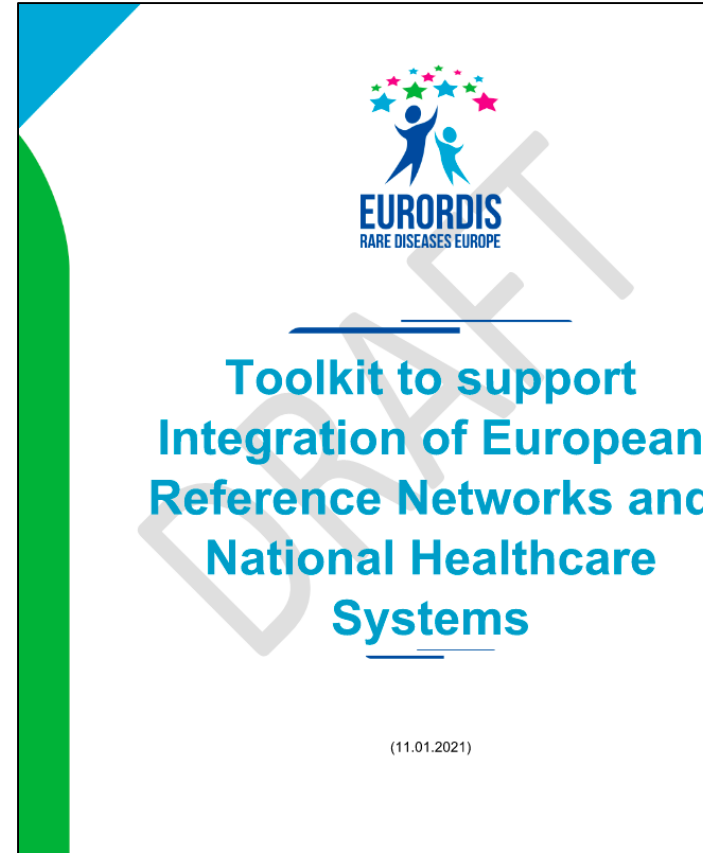 EURORDIS
RARE DISEASES EUROPE
DRAFT
Toolkit to support
Integration of European
Reference Networks and
National Healthcare
Systems
(11.01.2021)